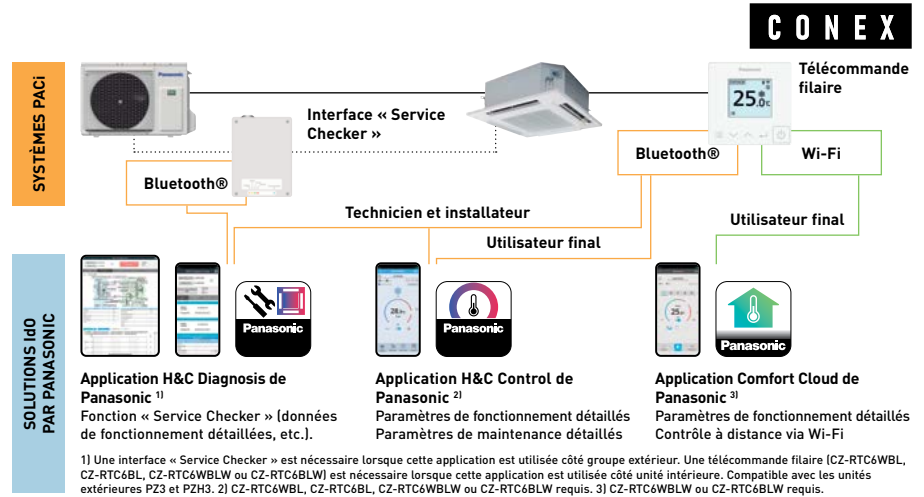 CONEX
SYSTÈMES PACi
Panasonic
Interface « Service
Checker »
Panasonic
25.0c
Télécommande
filaire
Bluetooth®
Bluetooth®
Wi-Fi
Technicien et installateur
Utilisateur final
Utilisateur final
SOLUTIONS IdO
PAR PANASONIC
Panasonic
28.0
Panasonic
25
Panasonic
Application H&C Diagnosis de
Panasonic 1)
Fonction « Service Checker » (données
de fonctionnement détaillées, etc.).
Application H&C Control de
Panasonic 2)
Paramètres de fonctionnement détaillés
Paramètres de maintenance détaillés
Application Comfort Cloud de
Panasonic 3)
Paramètres de fonctionnement détaillés
Contrôle à distance via Wi-Fi
1) Une interface « Service Checker » est nécessaire lorsque cette application est utilisée côté groupe extérieur. Une télécommande filaire (CZ-RTC6WBL,
CZ-RTC6BL, CZ-RTC6WBLW ou CZ-RTC6BLW) est nécessaire lorsque cette application est utilisée côté unité intérieure. Compatible avec les unités
extérieures PZ3 et PZH3. 2) CZ-RTC6WBL, CZ-RTC6BL, CZ-RTC6WBLW ou CZ-RTC6BLW requis. 3) CZ-RTC6WBLW ou CZ-RTC6BLW requis.